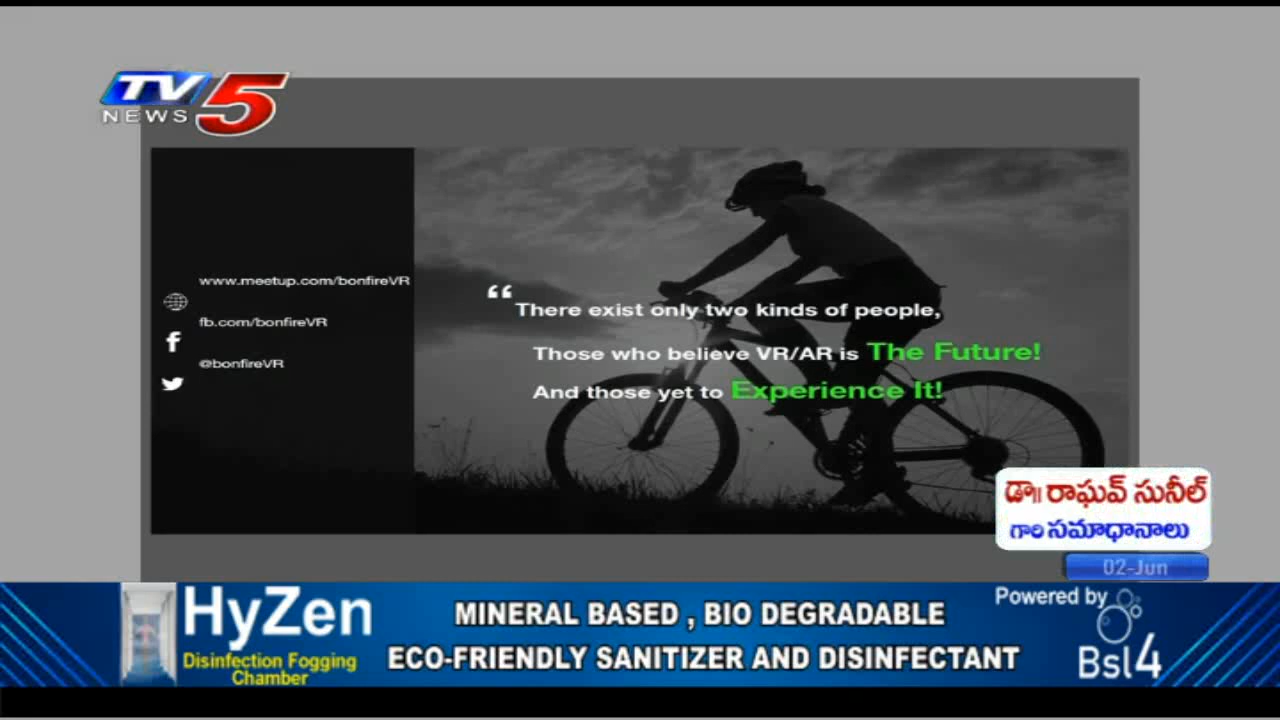 TV5
NEWS
www.meetup.com/bonfireVR
fb.com/bonfireVR
@bonfireVR
“There exist only two kinds of people,
Those who believe VR/AR is The Future!
And those yet to Experience It!
డా॥ రాఘవ్ సునీల్
గారి సమాధానాలు
02-Jun
HyZen
Disinfection Fogging
Chamber
MINERAL BASED , BIO DEGRADABLE
ECO-FRIENDLY SANITIZER AND DISINFECTANT
Powered by
Bsl4